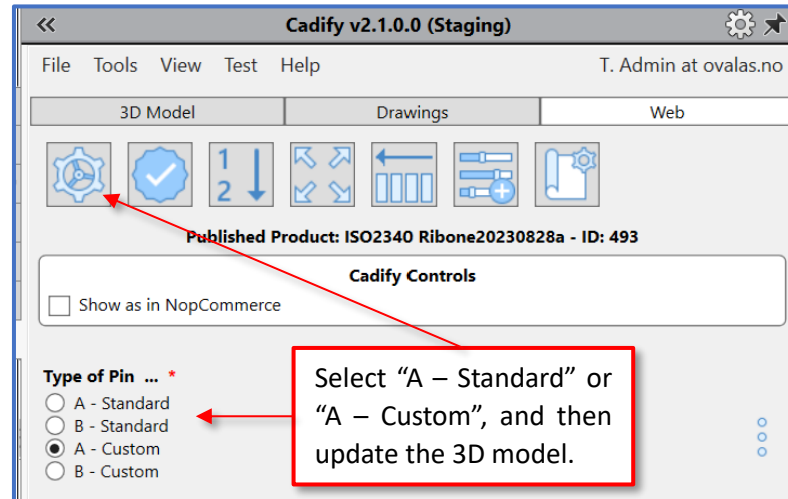 Cadify v2.1.0.0 (Staging)
File Tools View Test Help T. Admin at ovalas.no
3D Model Drawings Web
1
2
Published Product: ISO2340 Ribone20230828a - ID: 493
Cadify Controls
Show as in NopCommerce
Type of Pin ... *
A - Standard
B - Standard
A - Custom
B - Custom
Select “A – Standard” or
“A – Custom”, and then
update the 3D model.